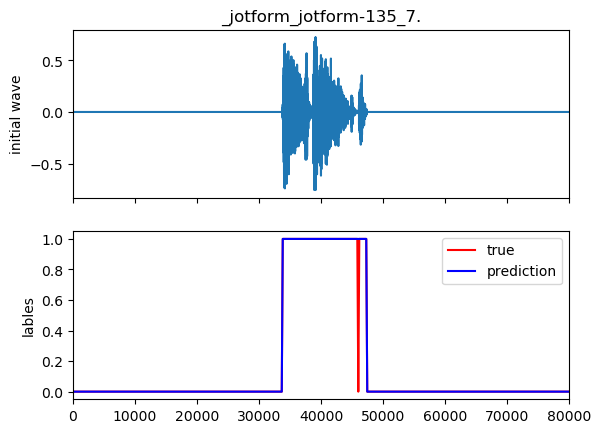 _jotform_jotform-135_7.
0.5
0.0
−0.5
initial wave
1.0
0.8
0.6
0.4
0.2
0.0
lables
true
prediction
0 10000 20000 30000 40000 50000 60000 70000 80000